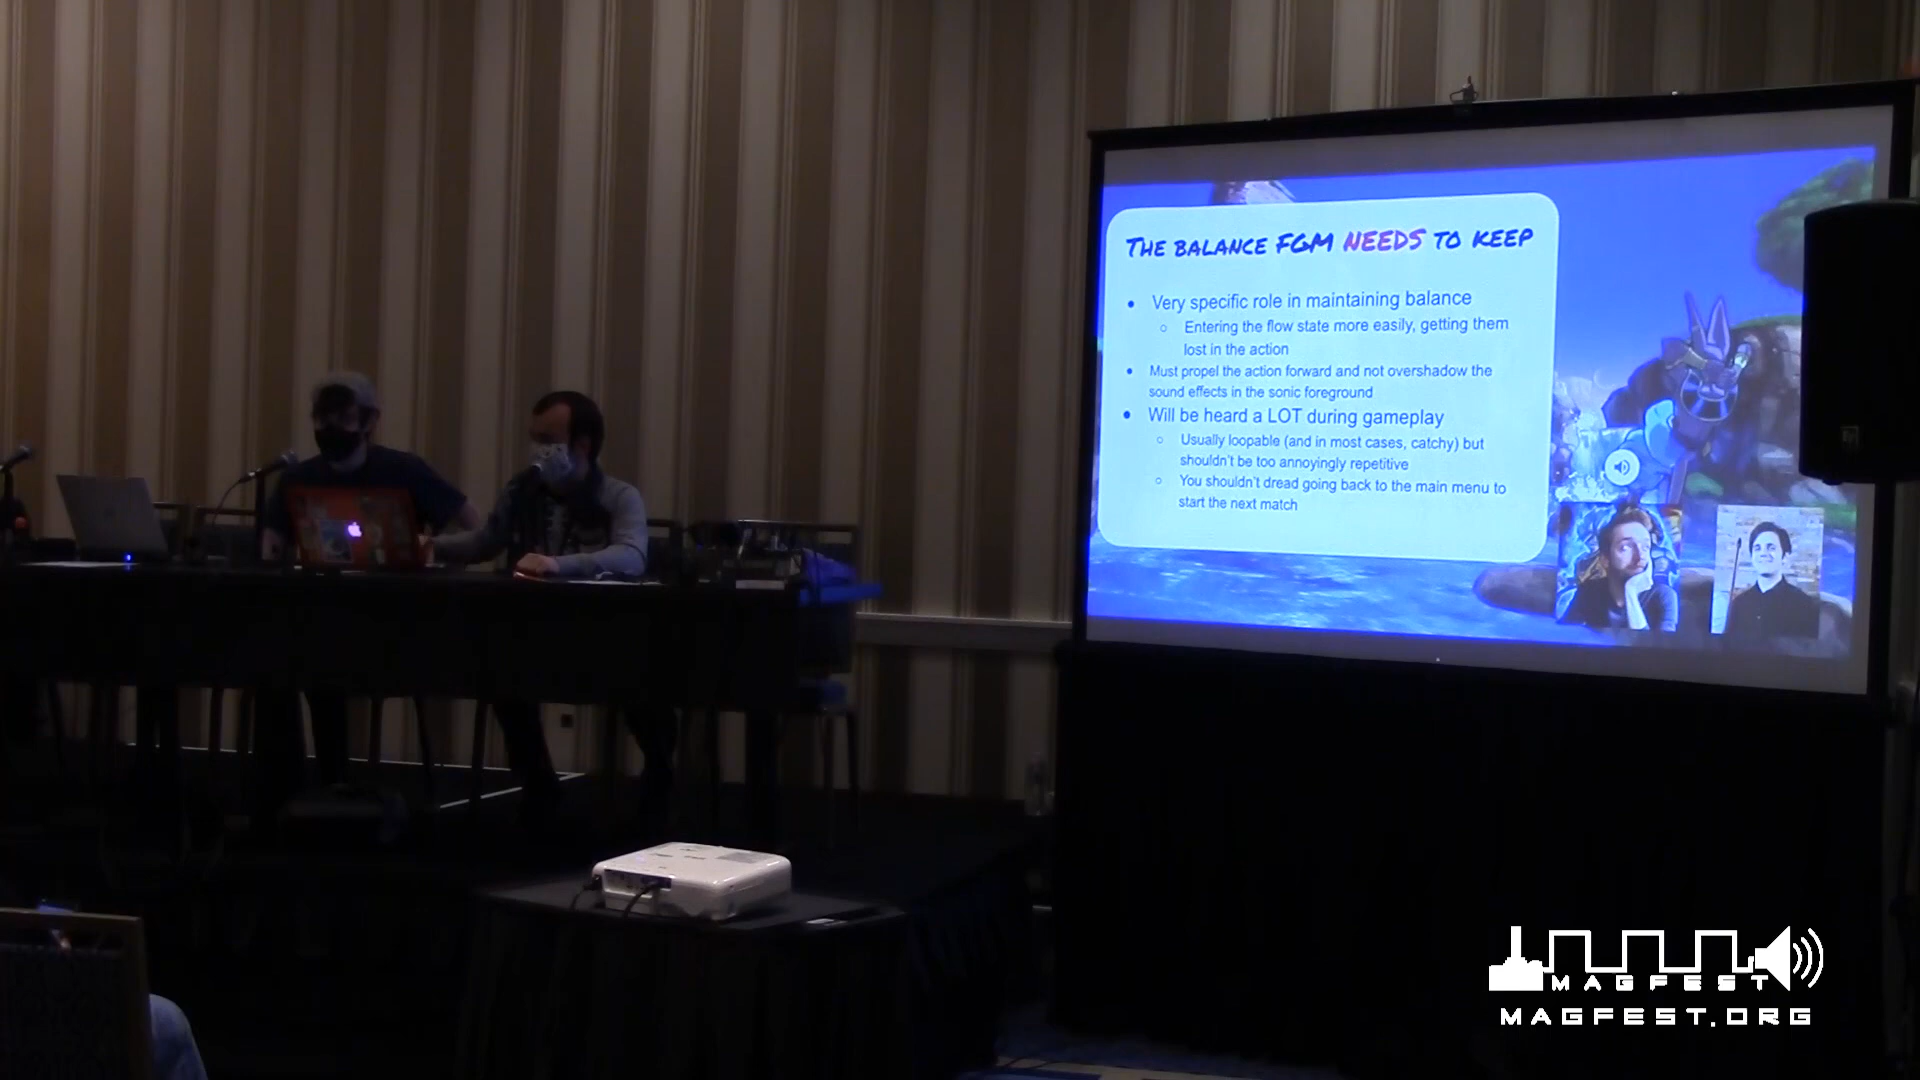 THE BALANCE FGM NEEDS TO KEEP
● Very specific role in maintaining balance
○ Entering the flow state more easily, getting them
lost in the action
● Must propel the action forward and not overshadow the
sound effects in the sonic foreground
● Will be heard a LOT during gameplay
○ Usually loopable (and in most cases, catchy) but
shouldn't be too annoyingly repetitive
○ You shouldn't dread going back to the main menu to
start the next match
MAGFEST
MAGFEST.ORG